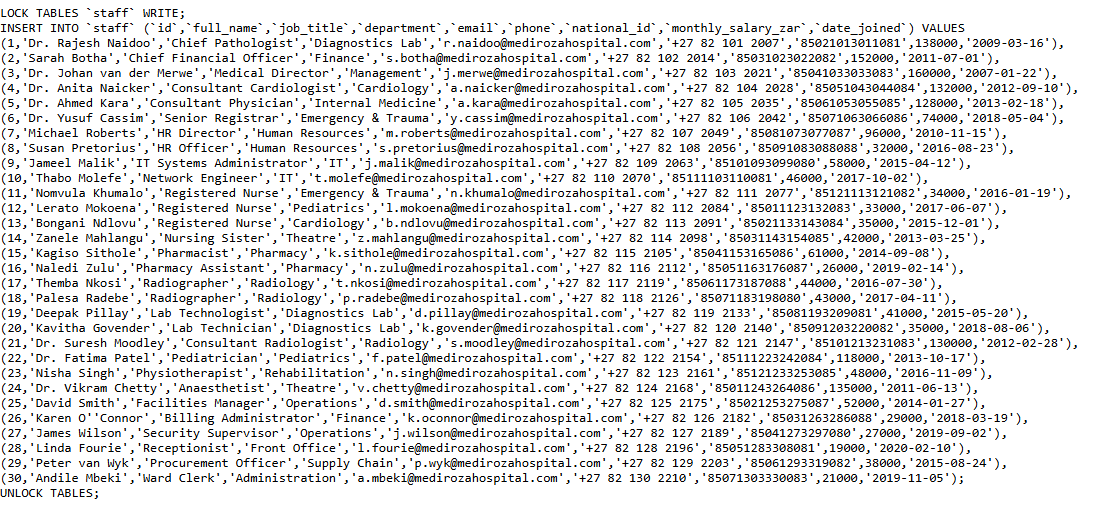 LOCK TABLES `staff` WRITE;
INSERT INTO `staff` (`id`,`full_name`,`job_title`,`department`,`email`,`phone`,`national_id`,`monthly_salary_zar`,`date_joined`) VALUES
(1,'Dr. Rajesh Naidoo','Chief Pathologist','Diagnostics Lab','r.naidoo@medirozahospital.com','+27 82 101 2007','85021013011081',138000,'2009-03-16'),
(2,'Sarah Botha','Chief Financial Officer','Finance','s.botha@medirozahospital.com','+27 82 102 2014','85031023022082',152000,'2011-07-01'),
(3,'Dr. Johan van der Merwe','Medical Director','Management','j.merwe@medirozahospital.com','+27 82 103 2021','85041033033083',160000,'2007-01-22'),
(4,'Dr. Anita Naicker','Consultant Cardiologist','Cardiology','a.naicker@medirozahospital.com','+27 82 104 2028','85051043044084',132000,'2012-09-10'),
(5,'Dr. Ahmed Kara','Consultant Physician','Internal Medicine','a.kara@medirozahospital.com','+27 82 105 2035','85061053055085',128000,'2013-02-18'),
(6,'Dr. Yusuf Cassim','Senior Registrar','Emergency & Trauma','y.cassim@medirozahospital.com','+27 82 106 2042','85071063066086',74000,'2018-05-04'),
(7,'Michael Roberts','HR Director','Human Resources','m.roberts@medirozahospital.com','+27 82 107 2049','85081073077087',96000,'2010-11-15'),
(8,'Susan Pretorius','HR Officer','Human Resources','s.pretorius@medirozahospital.com','+27 82 108 2056','85091083088088',32000,'2016-08-23'),
(9,'Jameel Malik','IT Systems Administrator','IT','j.malik@medirozahospital.com','+27 82 109 2063','85101093099080',58000,'2015-04-12'),
(10,'Thabo Molefe','Network Engineer','IT','t.molefe@medirozahospital.com','+27 82 110 2070','85111103110081',46000,'2017-10-02'),
(11,'Nomvula Khumalo','Registered Nurse','Emergency & Trauma','n.khumalo@medirozahospital.com','+27 82 111 2077','85121113121082',34000,'2016-01-19'),
(12,'Lerato Mokoena','Registered Nurse','Pediatrics','l.mokoena@medirozahospital.com','+27 82 112 2084','85011123132083',33000,'2017-06-07'),
(13,'Bongani Ndlovu','Registered Nurse','Cardiology','b.ndlovu@medirozahospital.com','+27 82 113 2091','85021133143084',35000,'2015-12-01'),
(14,'Zanele Mahlangu','Nursing Sister','Theatre','z.mahlangu@medirozahospital.com','+27 82 114 2098','85031143154085',42000,'2013-03-25'),
(15,'Kagiso Sithole','Pharmacist','Pharmacy','k.sithole@medirozahospital.com','+27 82 115 2105','85041153165086',61000,'2014-09-08'),
(16,'Naledi Zulu','Pharmacy Assistant','Pharmacy','n.zulu@medirozahospital.com','+27 82 116 2112','85051163176087',26000,'2019-02-14'),
(17,'Themba Nkosi','Radiographer','Radiology','t.nkosi@medirozahospital.com','+27 82 117 2119','85061173187088',44000,'2016-07-30'),
(18,'Palesa Radebe','Radiographer','Radiology','p.radebe@medirozahospital.com','+27 82 118 2126','85071183198080',43000,'2017-04-11'),
(19,'Deepak Pillay','Lab Technologist','Diagnostics Lab','d.pillay@medirozahospital.com','+27 82 119 2133','85081193209081',41000,'2015-05-20'),
(20,'Kavitha Govender','Lab Technician','Diagnostics Lab','k.govender@medirozahospital.com','+27 82 120 2140','85091203220082',35000,'2018-08-06'),
(21,'Dr. Suresh Moodley','Consultant Radiologist','Radiology','s.moodley@medirozahospital.com','+27 82 121 2147','85101213231083',130000,'2012-02-28'),
(22,'Dr. Fatima Patel','Pediatrician','Pediatrics','f.patel@medirozahospital.com','+27 82 122 2154','85111223242084',118000,'2013-10-17'),
(23,'Nisha Singh','Physiotherapist','Rehabilitation','n.singh@medirozahospital.com','+27 82 123 2161','85121233253085',48000,'2016-11-09'),
(24,'Dr. Vikram Chetty','Anaesthetist','Theatre','v.chetty@medirozahospital.com','+27 82 124 2168','85011243264086',135000,'2011-06-13'),
(25,'David Smith','Facilities Manager','Operations','d.smith@medirozahospital.com','+27 82 125 2175','85021253275087',52000,'2014-01-27'),
(26,'Karen O''Connor','Billing Administrator','Finance','k.oconnor@medirozahospital.com','+27 82 126 2182','85031263286088',29000,'2018-03-19'),
(27,'James Wilson','Security Supervisor','Operations','j.wilson@medirozahospital.com','+27 82 127 2189','85041273297080',27000,'2019-09-02'),
(28,'Linda Fourie','Receptionist','Front Office','l.fourie@medirozahospital.com','+27 82 128 2196','85051283308081',19000,'2020-02-10'),
(29,'Peter van Wyk','Procurement Officer','Supply Chain','p.wyk@medirozahospital.com','+27 82 129 2203','85061293319082',38000,'2015-08-24'),
(30,'Andile Mbeki','Ward Clerk','Administration','a.mbeki@medirozahospital.com','+27 82 130 2210','85071303330083',21000,'2019-11-05');
UNLOCK TABLES;